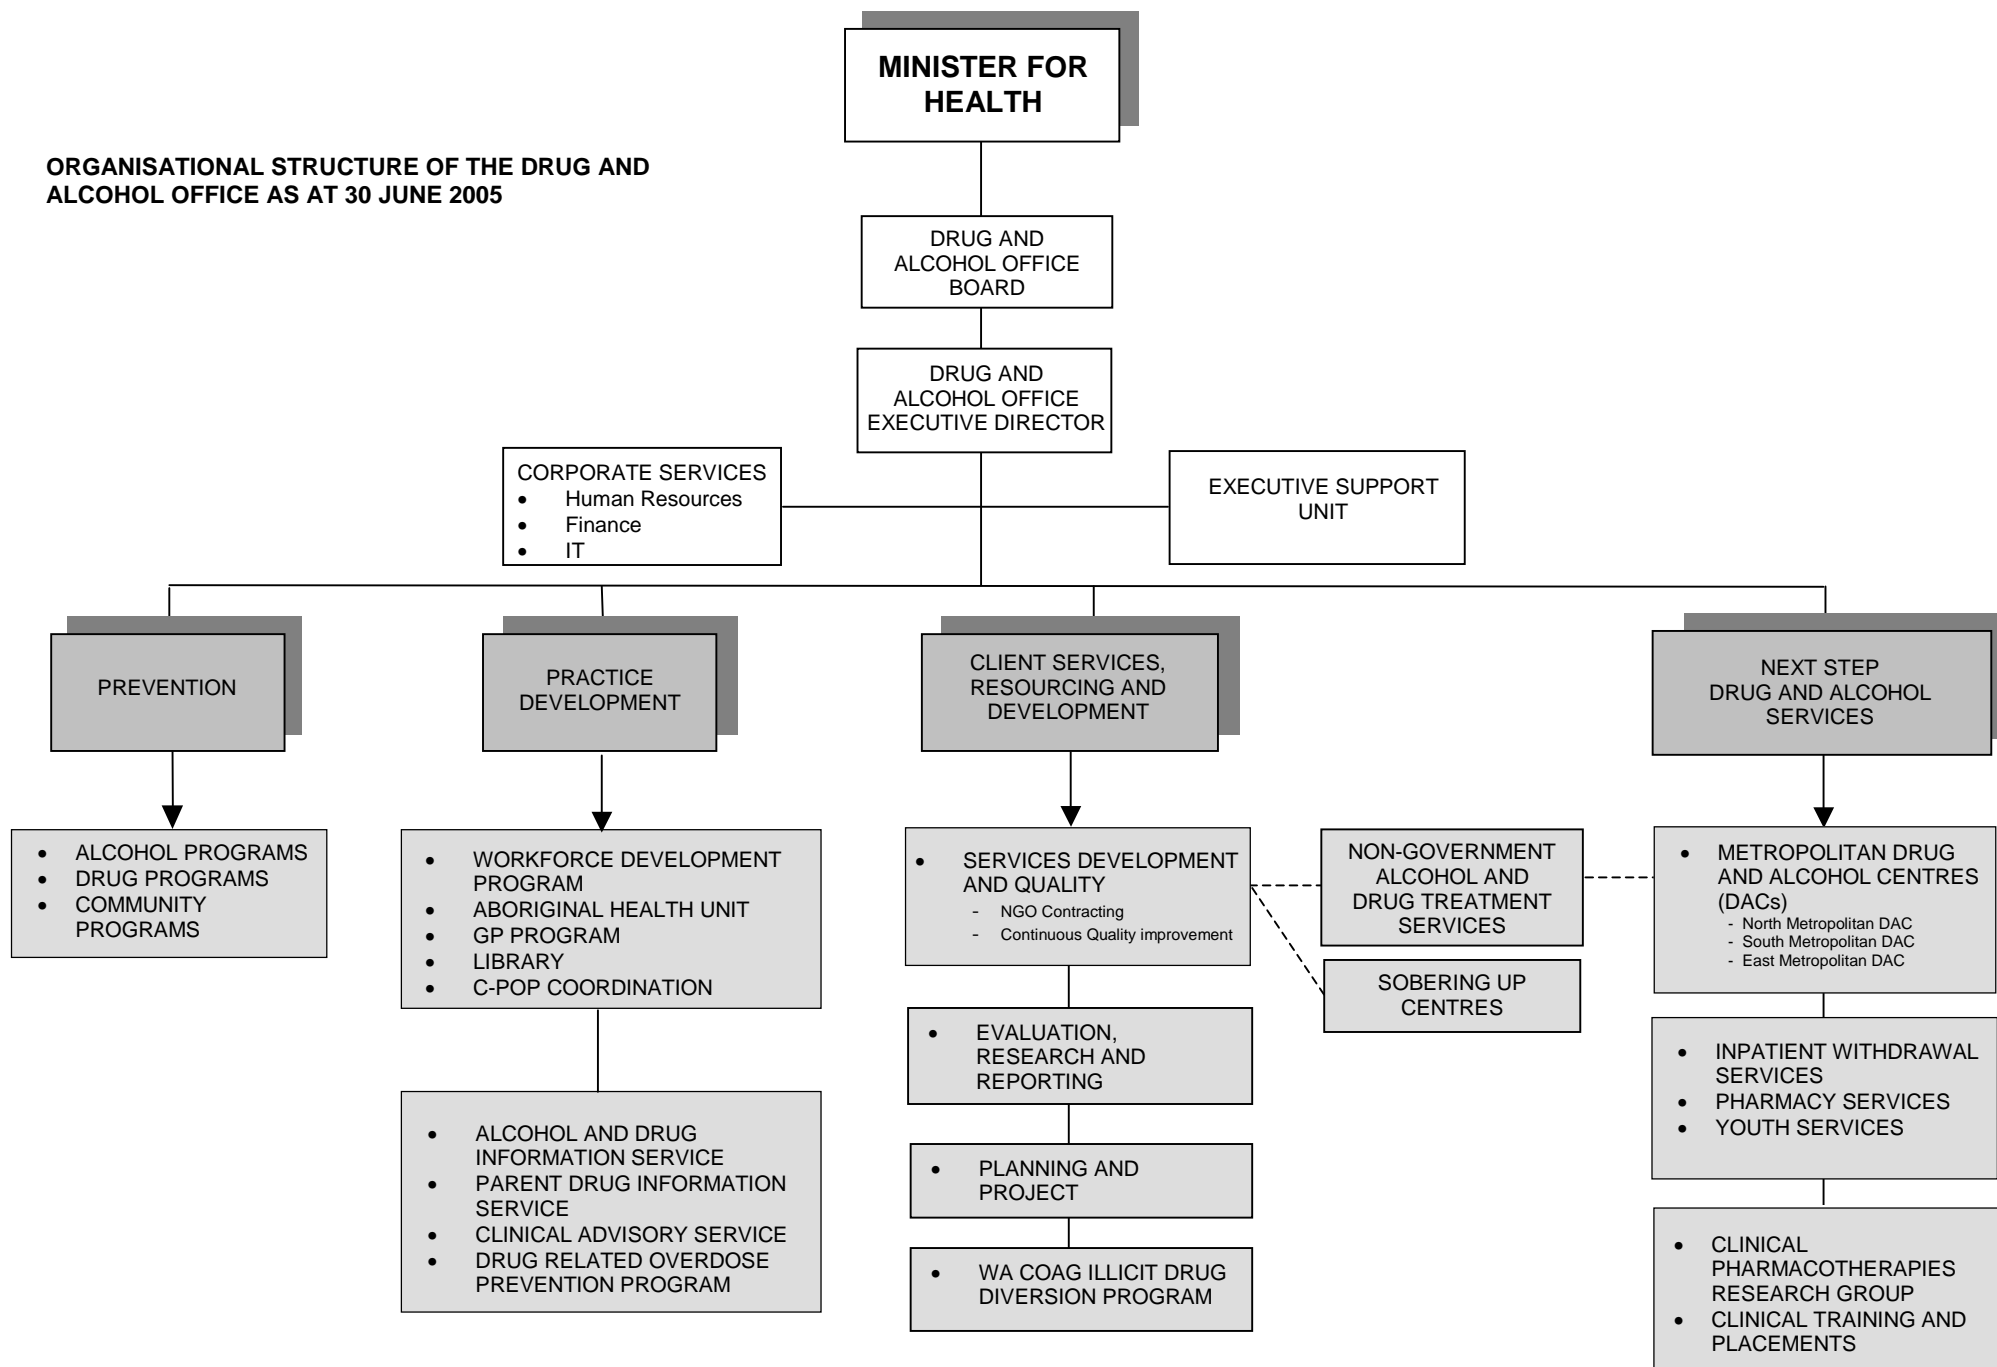 MINISTER FOR
HEALTH
ORGANISATIONAL STRUCTURE OF THE DRUG AND
ALCOHOL OFFICE AS AT 30 JUNE 2005
DRUG AND
ALCOHOL OFFICE
BOARD
DRUG AND
ALCOHOL OFFICE
EXECUTIVE DIRECTOR
CORPORATE SERVICES
• Human Resources
• Finance
• IT
EXECUTIVE SUPPORT
UNIT
PREVENTION
PRACTICE
DEVELOPMENT
CLIENT SERVICES,
RESOURCING AND
DEVELOPMENT
NEXT STEP
DRUG AND ALCOHOL
SERVICES
• ALCOHOL PROGRAMS
• DRUG PROGRAMS
• COMMUNITY
PROGRAMS
• WORKFORCE DEVELOPMENT
PROGRAM
• ABORIGINAL HEALTH UNIT
• GP PROGRAM
• LIBRARY
• C-POP COORDINATION
• ALCOHOL AND DRUG
INFORMATION SERVICE
• PARENT DRUG INFORMATION
SERVICE
• CLINICAL ADVISORY SERVICE
• DRUG RELATED OVERDOSE
PREVENTION PROGRAM
• SERVICES DEVELOPMENT
AND QUALITY
- NGO Contracting
- Continuous Quality improvement
• EVALUATION,
RESEARCH AND
REPORTING
• PLANNING AND
PROJECT
• WA COAG ILLICIT DRUG
DIVERSION PROGRAM
NON-GOVERNMENT
ALCOHOL AND
DRUG TREATMENT
SERVICES
SOBERING UP
CENTRES
• METROPOLITAN DRUG
AND ALCOHOL CENTRES
(DACs)
- North Metropolitan DAC
- South Metropolitan DAC
- East Metropolitan DAC
• INPATIENT WITHDRAWAL
SERVICES
• PHARMACY SERVICES
• YOUTH SERVICES
• CLINICAL
PHARMACOTHERAPIES
RESEARCH GROUP
• CLINICAL TRAINING AND
PLACEMENTS